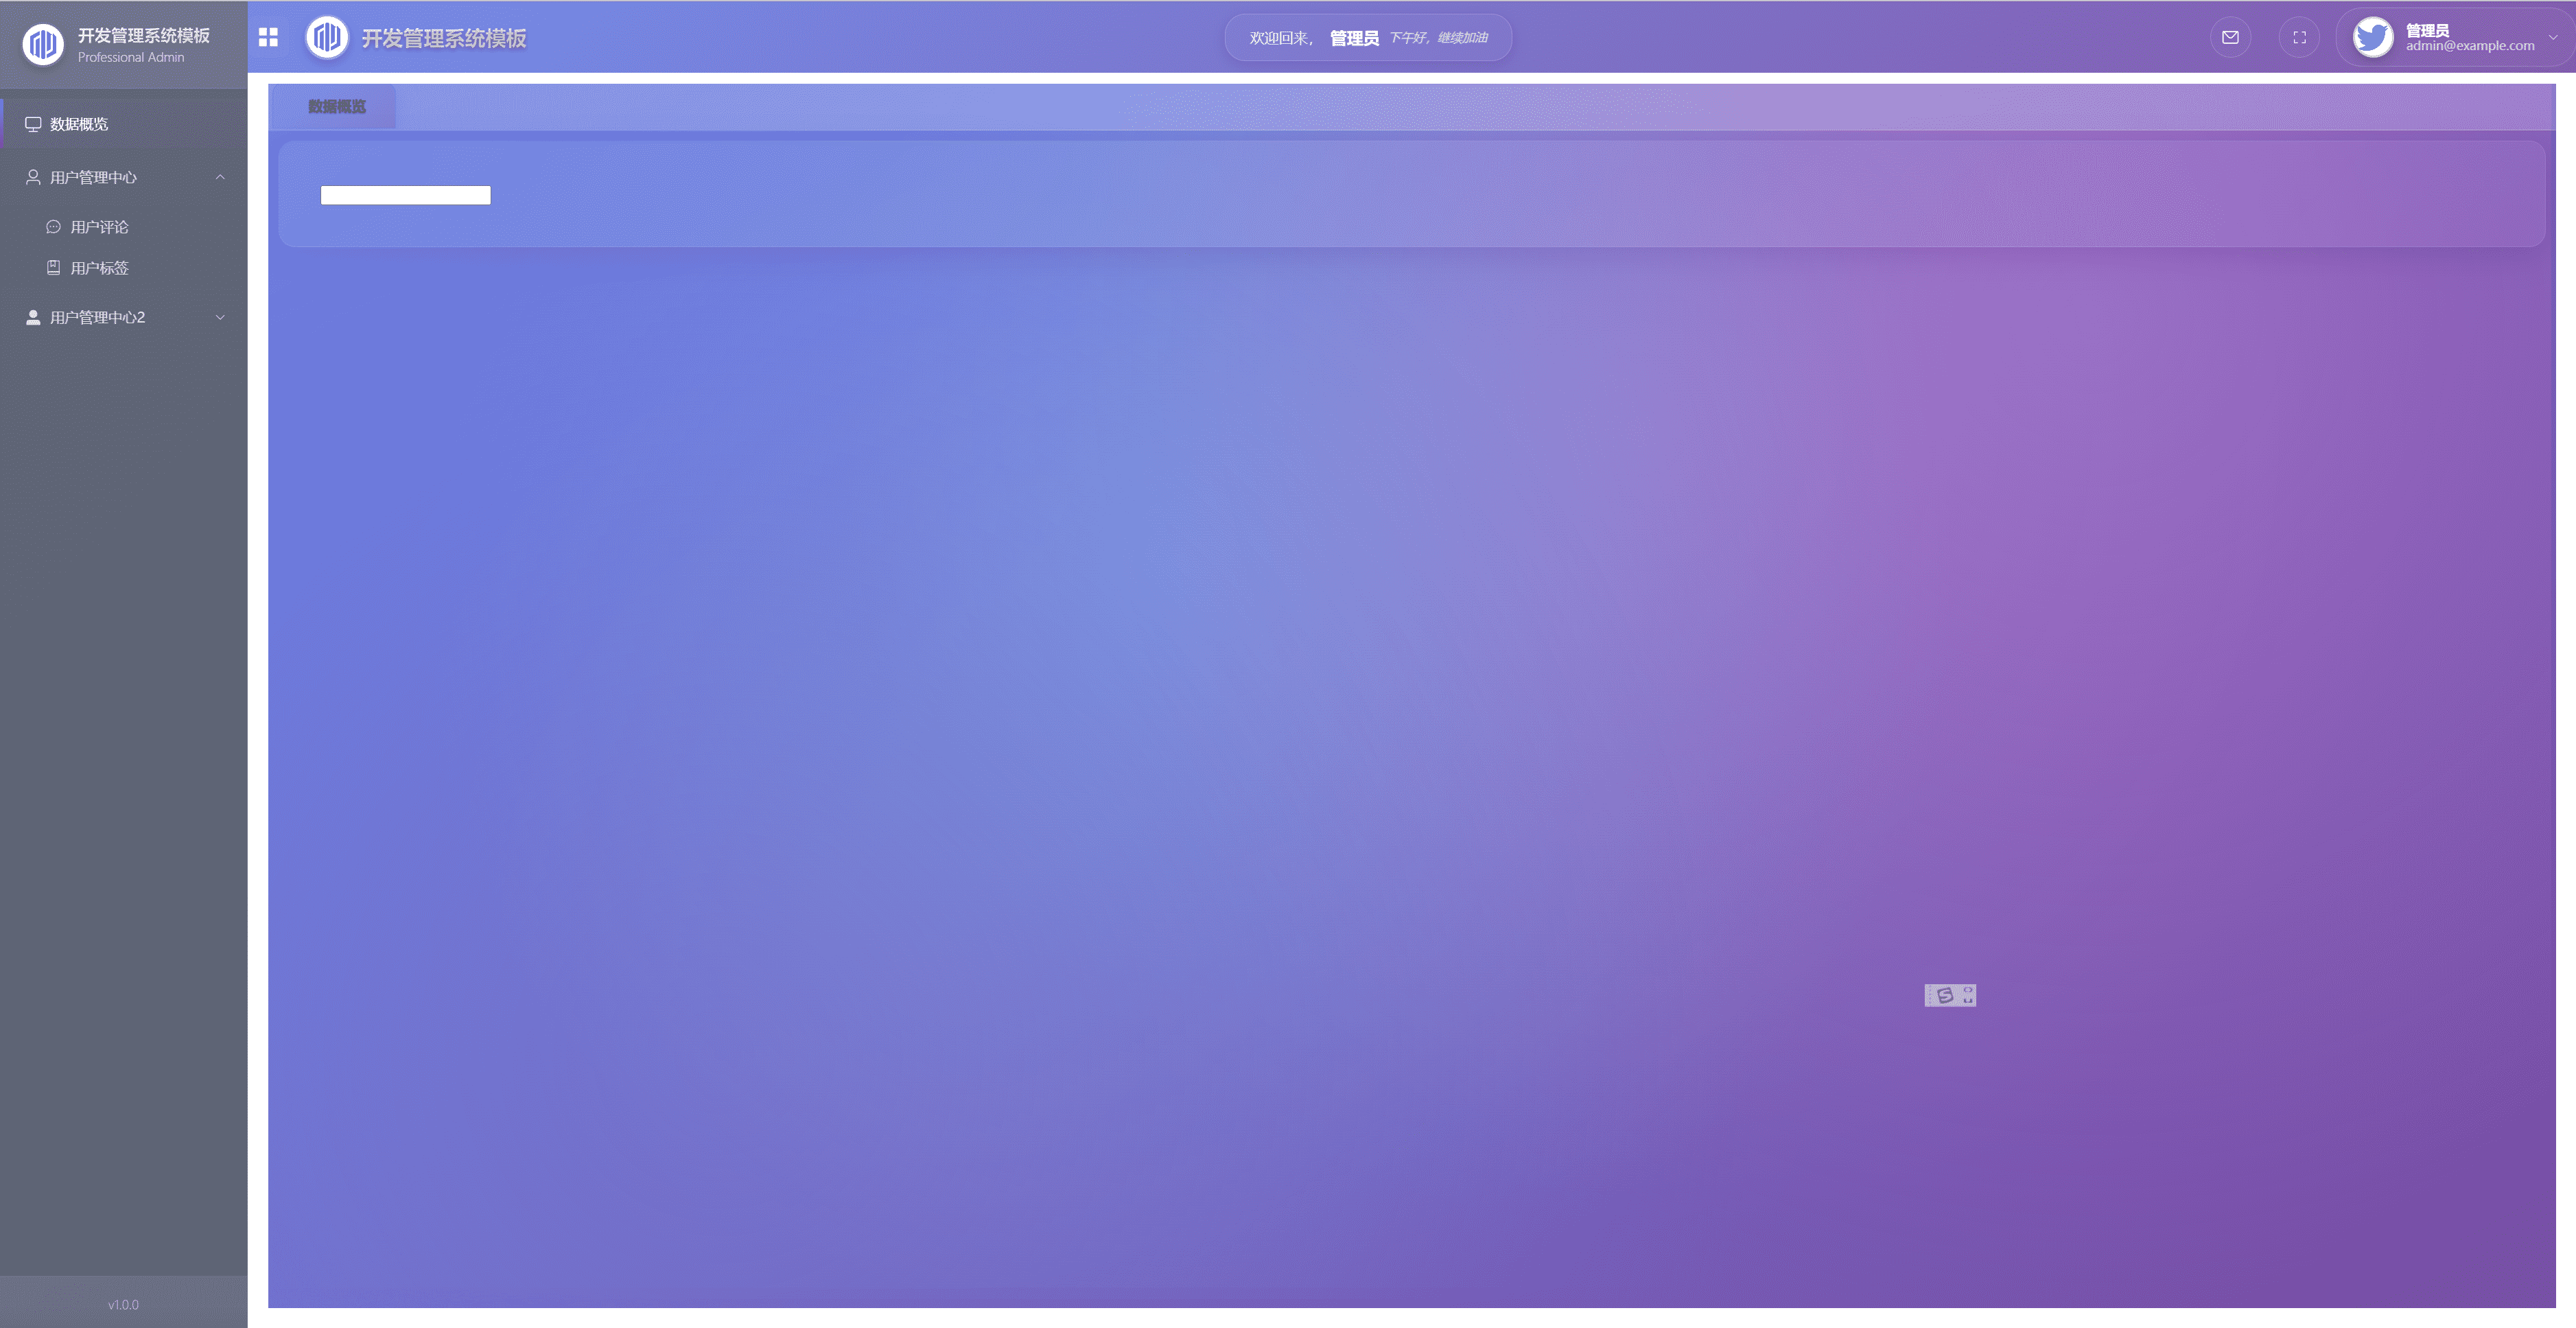 开发管理系统模板
Professional Admin
开发管理系统模板
欢迎回来，
管理员
下午好，继续加油
管理员
admin@example.com
数据概览
用户管理中心
用户评论
用户标签
用户管理中心2
数据概览
v1.0.0